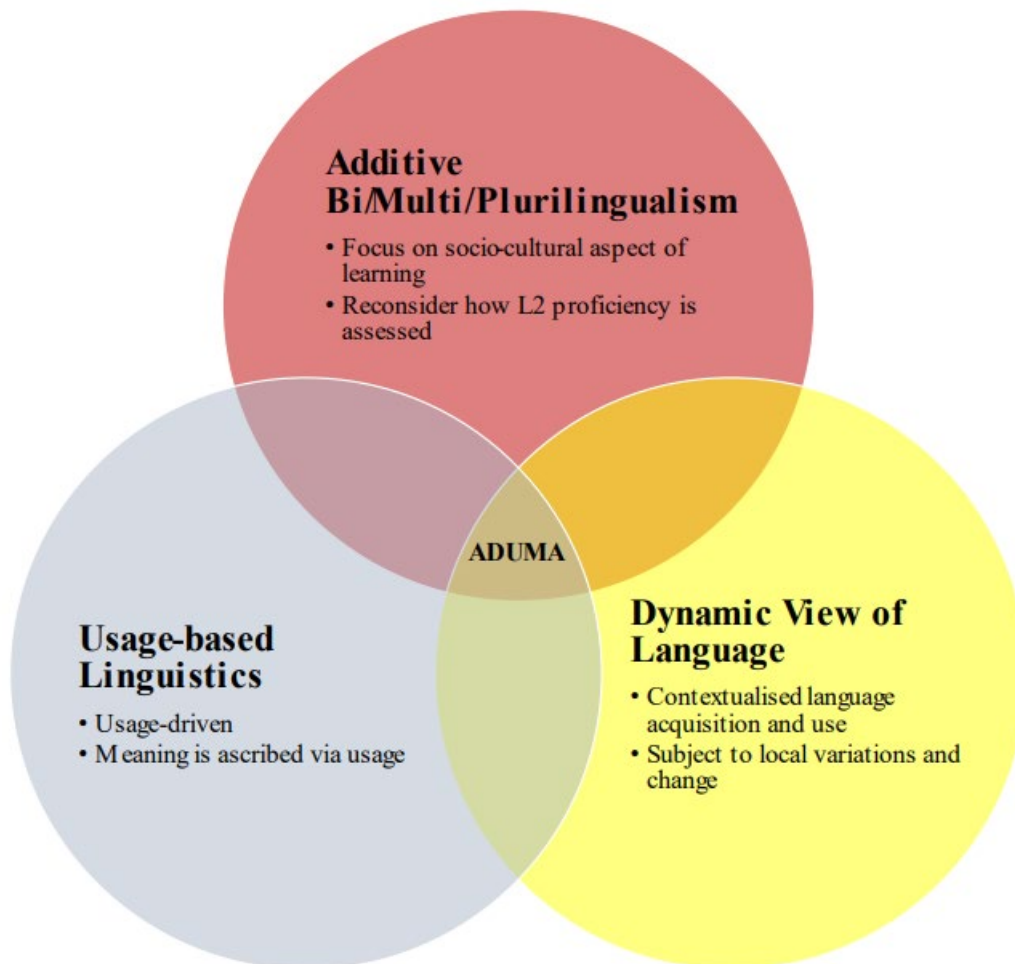 Additive
Bi/Multi/Plurilingualism
• Focus on socio-cultural aspect of
learning
• Reconsider how L2 proficiency is
assessed
ADUMA
Usage-based
Linguistics
• Usage-driven
• Meaning is ascribed via usage
Dynamic View of
Language
• Contextualised language
acquisition and use
• Subject to local variations and
change